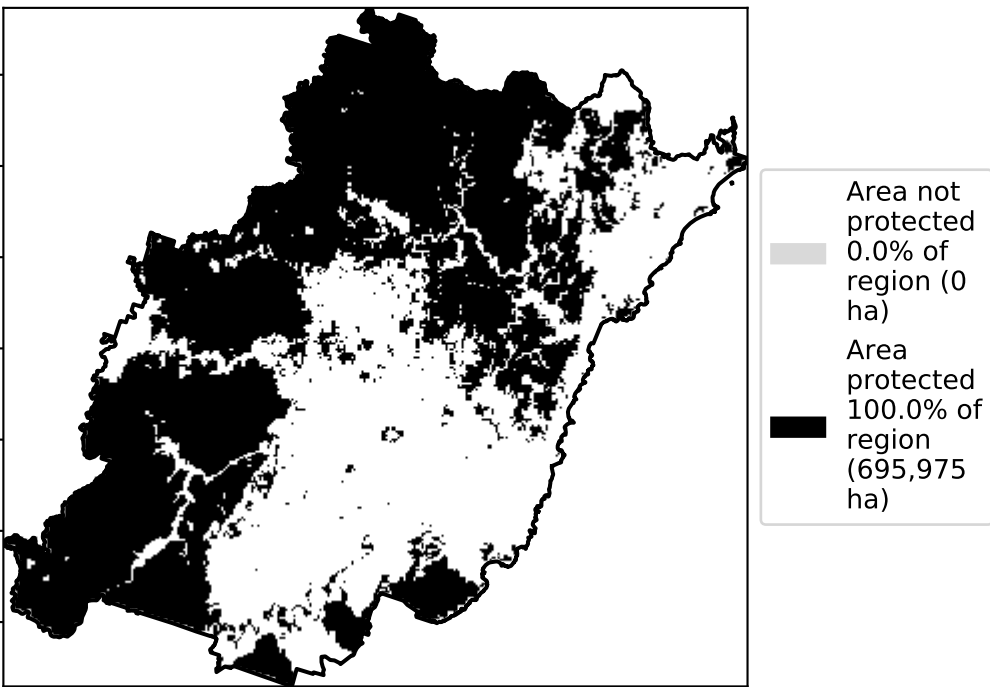 Area not
protected
0.0% of
region (0
ha)
Area
protected
100.0% of
region
(695,975
ha)